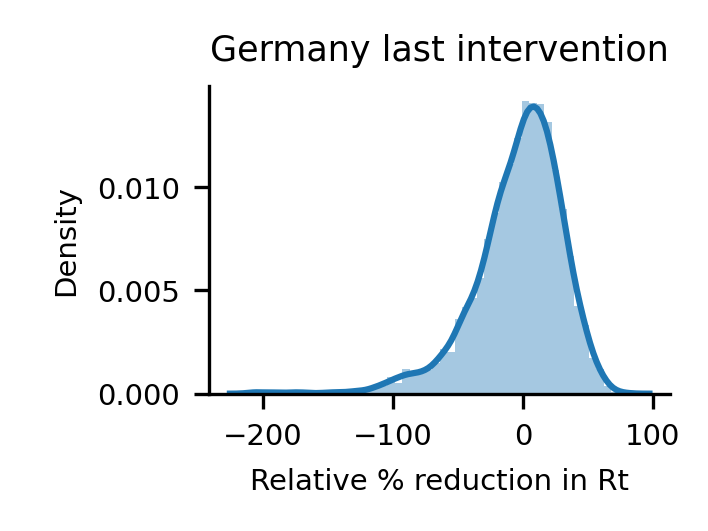 Germany last intervention
Density
0.010
0.005
0.000
−200
−100
0
100
Relative % reduction in Rt